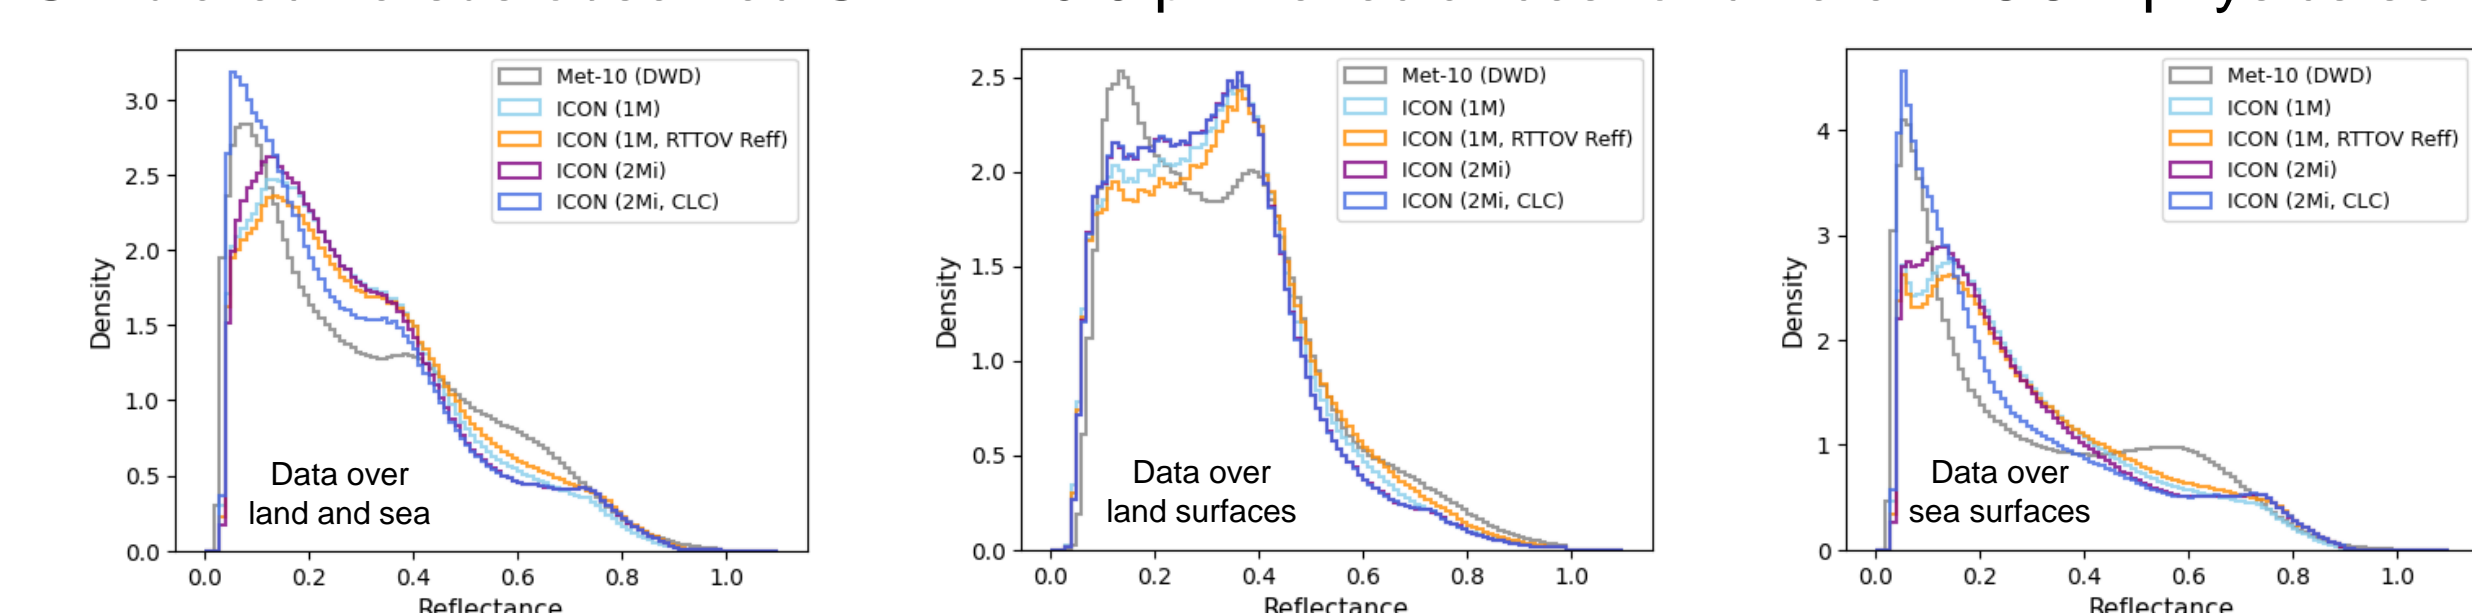 3.0
2.5
2.0
1.5
1.0
0.5
0.0
Density
Met-10 (DWD)
ICON (1M)
ICON (1M, RTTOV Reff)
ICON (2Mi)
ICON (2Mi, CLC)
Data over
land and sea
0.0 0.2 0.4 0.6 0.8 1.0
Reflectance
2.5
2.0
1.5
1.0
0.5
0.0
Density
Met-10 (DWD)
ICON (1M)
ICON (1M, RTTOV Reff)
ICON (2Mi)
ICON (2Mi, CLC)
Data over
land surfaces
0.0 0.2 0.4 0.6 0.8 1.0
Reflectance
4
3
2
1
0
Density
Met-10 (DWD)
ICON (1M)
ICON (1M, RTTOV Reff)
ICON (2Mi)
ICON (2Mi, CLC)
Data over
sea surfaces
0.0 0.2 0.4 0.6 0.8 1.0
Reflectance